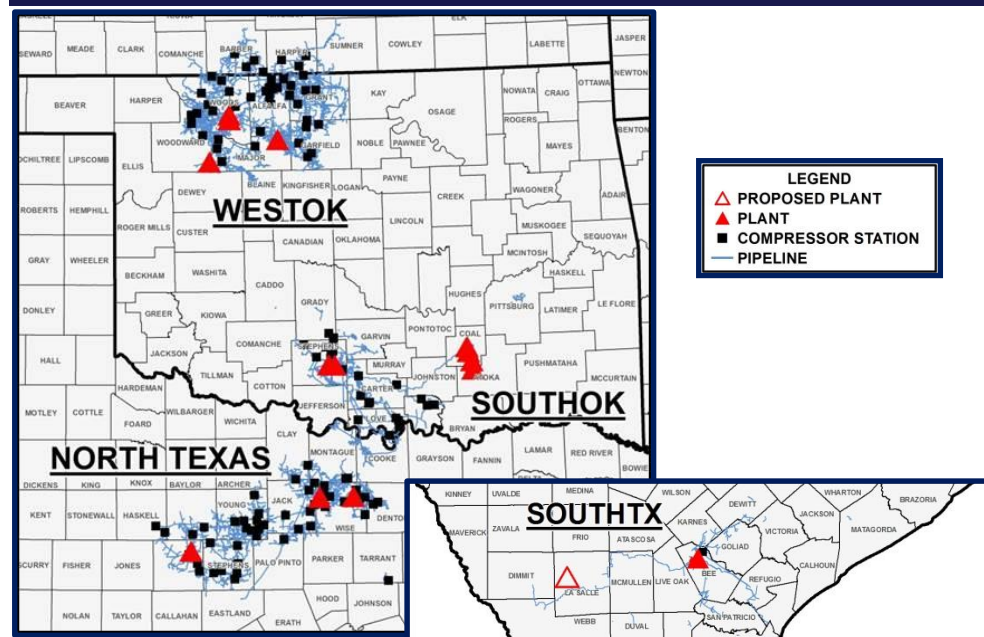 SEWARD
MEADE
CLARK
COMANCHE
BARBER
HARPER
SUMNER
COWLEY
ELK
LABETTE
JASPER
NEWTON
BEAVER
HARPER
WOODS
ALFALFA
GRANT
KAY
OSAGE
NOWATA
CRAIG
OTTAWA
ROGERS
MAYES
BENTON
WOODWARD
MAJOR
GARFIELD
NOBLE
PAWNEE
OCHILTREE
LIPSCOMB
ELLIS
DEWEY
BLAINE
KINGFISHER
LOGAN
PAYNE
CREEK
WAGONER
ADAIR
WESTOK
ROBERTS
HEMPHILL
ROGER MILLS
CUSTER
CANADIAN
OKLAHOMA
LINCOLN
MUSKOGEE
SEQUOYAH
MCINTOSH
GRAY
WHEELER
BECKHAM
WASHITA
CADDO
HASKELL
DONLEY
GREER
KIOWA
GRADY
HUGHES
PITTSBURG
LATIMER
LE FLORE
HALL
JACKSON
COMANCHE
STEPHENS
GARVIN
PONTOTOC
COAL
TILLMAN
COTTON
MURRAY
JOHNSTON
PUSHMATAHA
MCCURTAIN
HARDEMAN
JEFFERSON
CARTER
LOVE
SOUTHOK
MOTLEY
COTTLE
FOARD
WILBARGER
WICHITA
CLAY
BRYAN
NORTH TEXAS
MONTAGUE
COOKE
GRAYSON
FANNIN
LAMAR
RED RIVER
BOWIE
DICKENS
KING
KNOX
BAYLOR
ARCHER
YOUNG
JACK
WISE
KENT
STONEWALL
HASKELL
SCURRY
FISHER
JONES
STEPHENS
PALO PINTO
PARKER
TARRANT
NOLAN
TAYLOR
CALLAHAN
EASTLAND
ERATH
HOOD
JOHNSON
LEGEND
PROPOSED PLANT
PLANT
COMPRESSOR STATION
PIPELINE
KINNEY
UVALDE
MEDINA
WILSON
DEWITT
WHARTON
BRAZORIA
SOUTHTX
MAVERICK
ZAVALA
FRIO
ATASCOSA
KARNES
GOLIAD
VICTORIA
JACKSON
MATAGORDA
DIMMIT
LA SALLE
MCMULLEN
LIVE OAK
BEE
REFUGIO
CALHOUN
WEBB
DUVAL
SAN PATRICIO